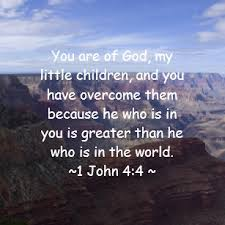 You are of God, my
little children, and you
have overcome them
because he who is in
you is greater than he
who is in the world.
~1 John 4:4 ~